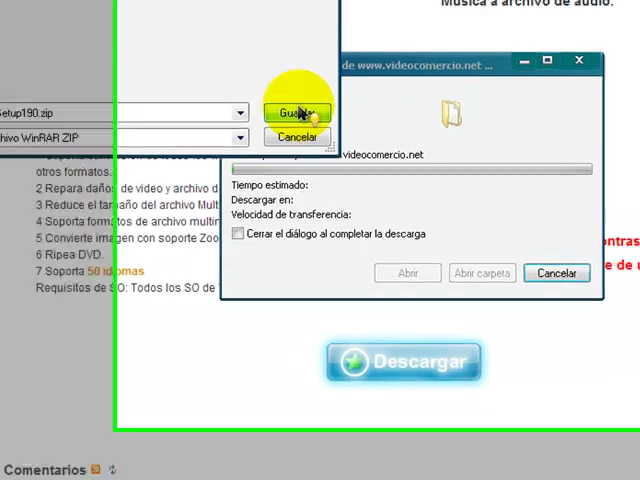 Musica a archivo de audio.
de www.videocomercio.net ...
Setup190.zip
Guardar
hivo WinRAR ZIP
Cancelar
videocomercio.net
otros formatos.
Tiempo estimado:
2 Repara daños de video y archivo d
Descargar en:
3 Reduce el tamaño del archivo Multi
Velocidad de transferencia:
4 Soporta formatos de archivo multim
5 Convierte imagen con soporte Zoo
Cerrar el diálogo al completar la descarga
ontras
6 Ripea DVD.
e de u
7 Soporta 50 idiomas
Abrir
Abrir carpeta
Cancelar
Requisitos de SO: Todos los SO de
Descargar
Comentarios